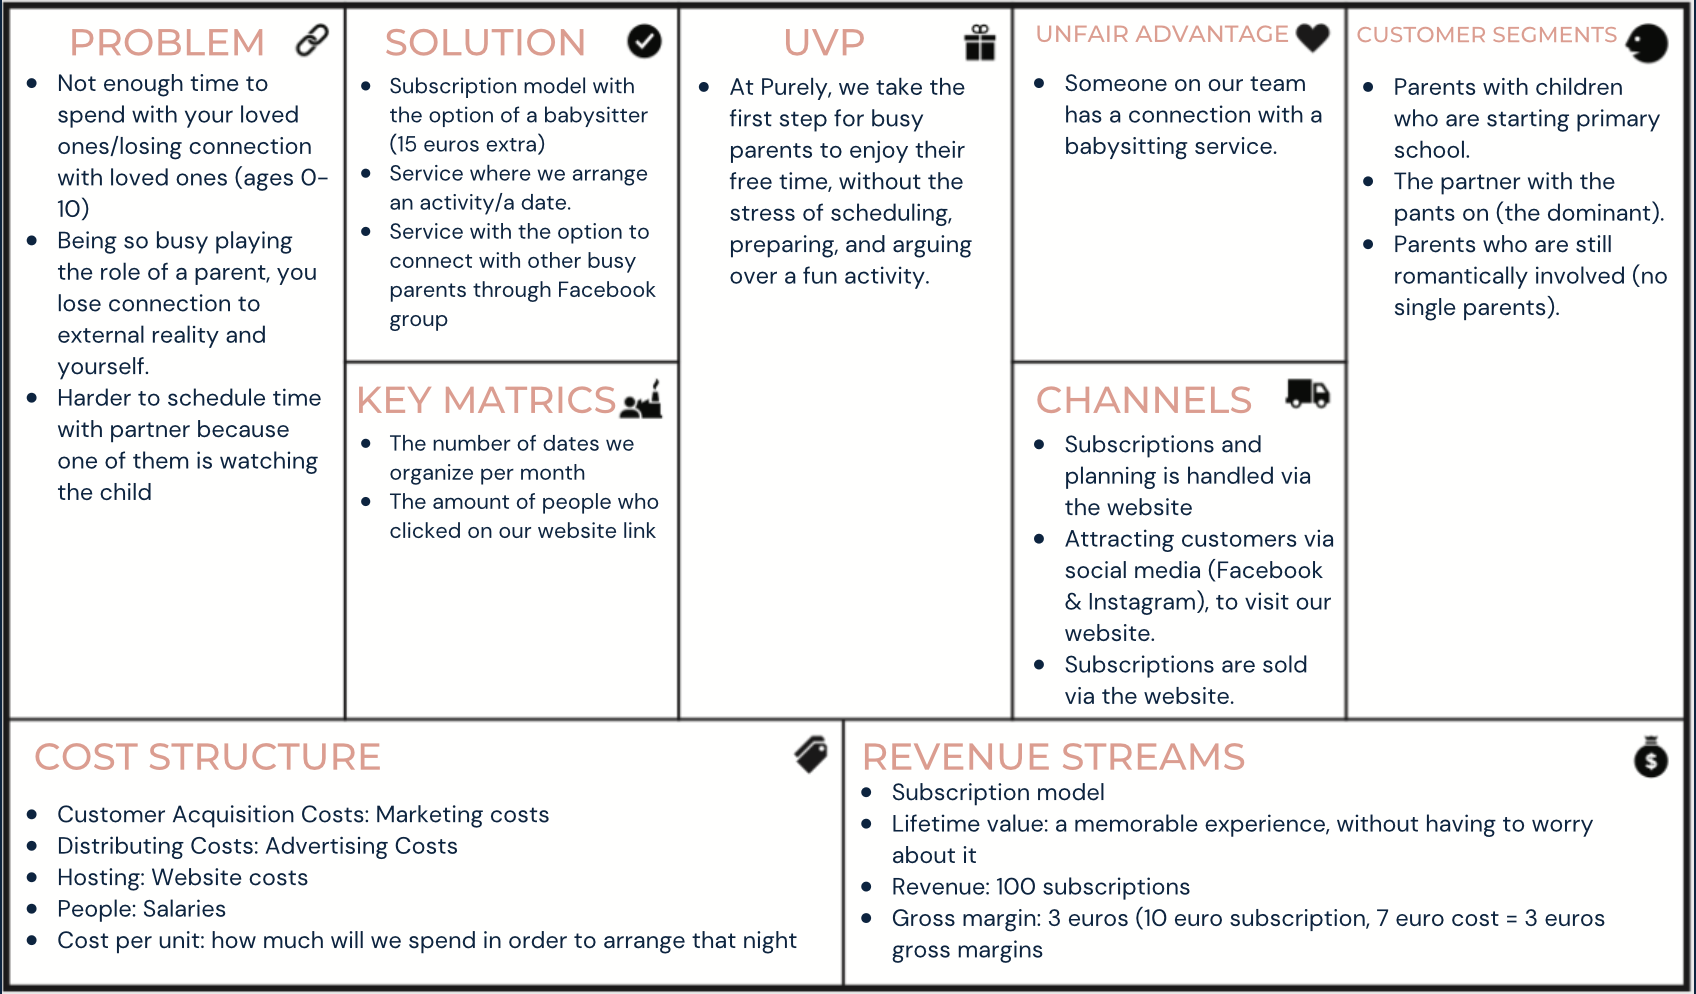 PROBLEM
Not enough time to
spend with your loved
ones/losing connection
with loved ones (ages 0-
10)
Being so busy playing
the role of a parent, you
lose connection to
external reality and
yourself.
Harder to schedule time
with partner because
one of them is watching
the child
SOLUTION
Subscription model with
the option of a babysitter
(15 euros extra)
Service where we arrange
an activity/a date.
Service with the option to
connect with other busy
parents through Facebook
group
KEY MATRICS
The number of dates we
organize per month
The amount of people who
clicked on our website link
UVP
At Purely, we take the
first step for busy
parents to enjoy their
free time, without the
stress of scheduling,
preparing, and arguing
over a fun activity.
UNFAIR ADVANTAGE
Someone on our team
has a connection with a
babysitting service.
CHANNELS
Subscriptions and
planning is handled via
the website
Attracting customers via
social media (Facebook
& Instagram), to visit our
website.
Subscriptions are sold
via the website.
CUSTOMER SEGMENTS
Parents with children
who are starting primary
school.
The partner with the
pants on (the dominant).
Parents who are still
romantically involved (no
single parents).
COST STRUCTURE
Customer Acquisition Costs: Marketing costs
Distributing Costs: Advertising Costs
Hosting: Website costs
People: Salaries
Cost per unit: how much will we spend in order to arrange that night
REVENUE STREAMS
$
Subscription model
Lifetime value: a memorable experience, without having to worry
about it
Revenue: 100 subscriptions
Gross margin: 3 euros (10 euro subscription, 7 euro cost = 3 euros
gross margins